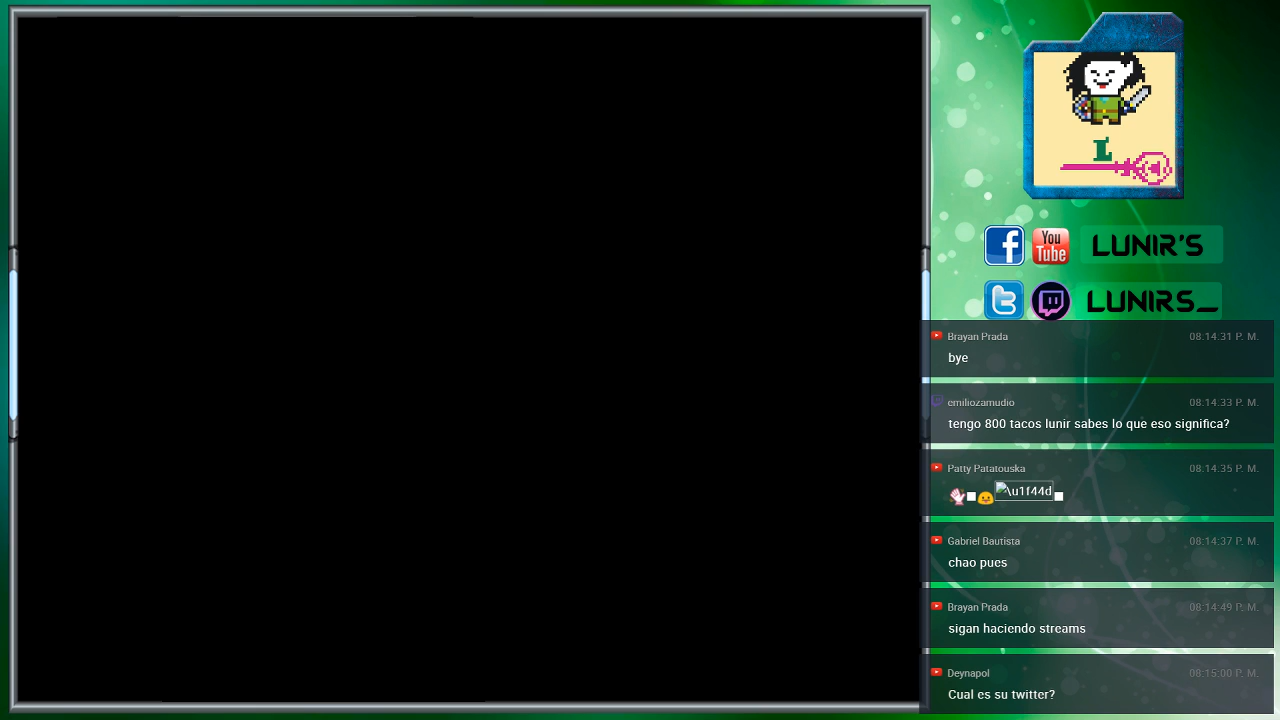 L
You
Tube
LUNIR'S
LUNIRS_
Brayan Prada 08:14:31 P. M.
bye
emiliozamudio 08:14:33 P. M.
tengo 800 tacos lunir sabes lo que eso significa?
Patty Patatouska 08:14:35 P. M.
\u1f44d
Gabriel Bautista 08:14:37 P. M.
chao pues
Brayan Prada 08:14:49 P. M.
sigan haciendo streams
Deynapol 08:15:00 P. M.
Cual es su twitter?